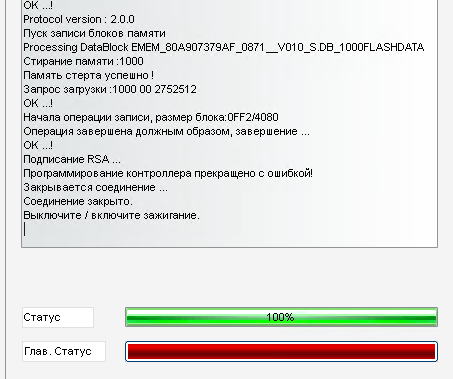 OK ...!
Protocol version : 2.0.0
Пуск записи блоков памяти
Processing DataBlock EMEM_80A907379AF_0871__V010_S.DB_1000FLASHDATA
Стирание памяти :1000
Память стерта успешно !
Запрос загрузки :1000 00 2752512
OK ...!
Начала операции записи, размер блока:0FF2/4080
Операция завершена должным образом, завершение ...
OK ...!
Подписание RSA ...
Программирование контроллера прекращено с ошибкой!
Закрывается соединение ...
Соединение закрыто.
Выключите / включите зажигание.
Статус 100%
Глав. Статус